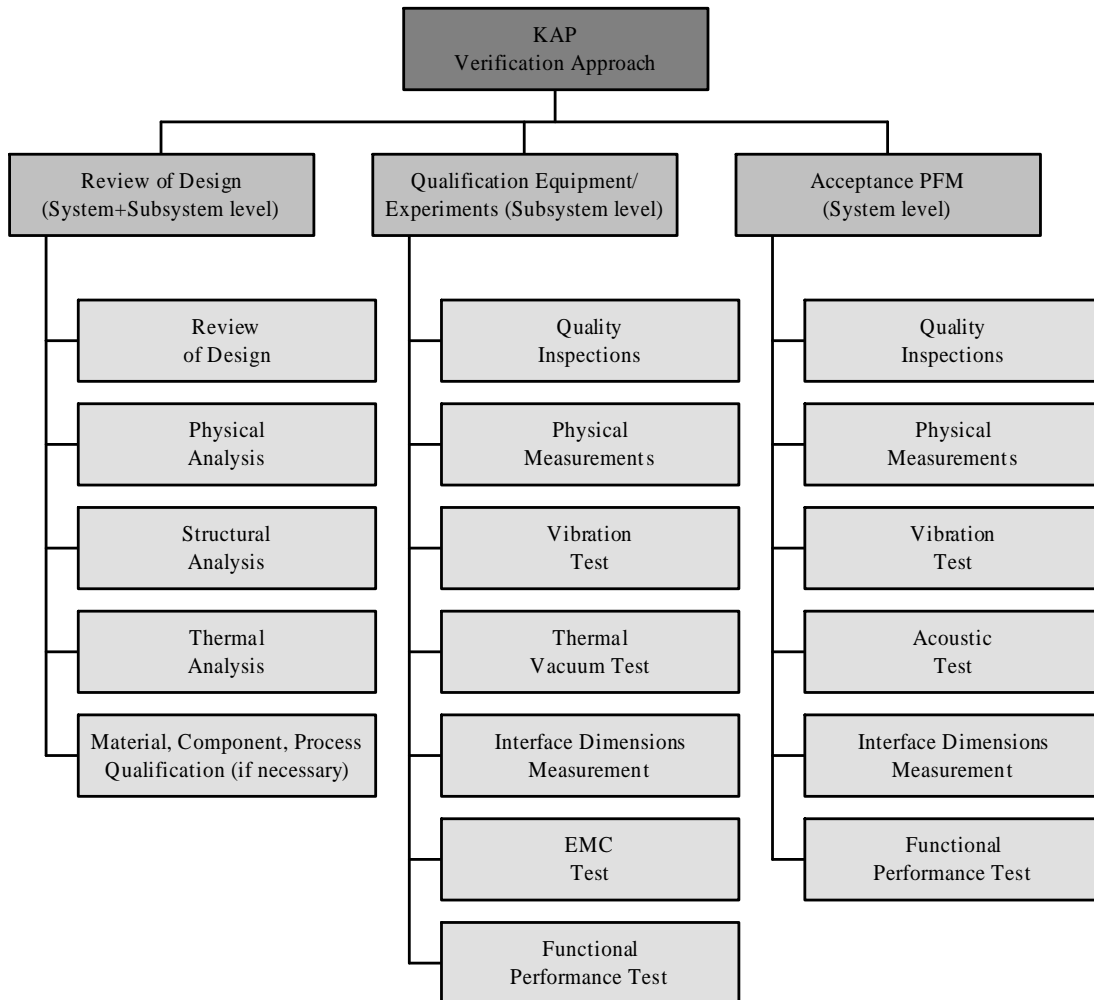 KAP
Verification Approach
Review of Design
(System+Subsystem level)
Qualification Equipment/
Experiments (Subsystem level)
Acceptance PFM
(System level)
Review
of Design
Physical
Analysis
Structural
Analysis
Thermal
Analysis
Material, Component, Process
Qualification (if necessary)
Quality
Inspections
Physical
Measurements
Vibration
Test
Thermal
Vacuum Test
Interface Dimensions
Measurement
EMC
Test
Functional
Performance Test
Quality
Inspections
Physical
Measurements
Vibration
Test
Acoustic
Test
Interface Dimensions
Measurement
Functional
Performance Test